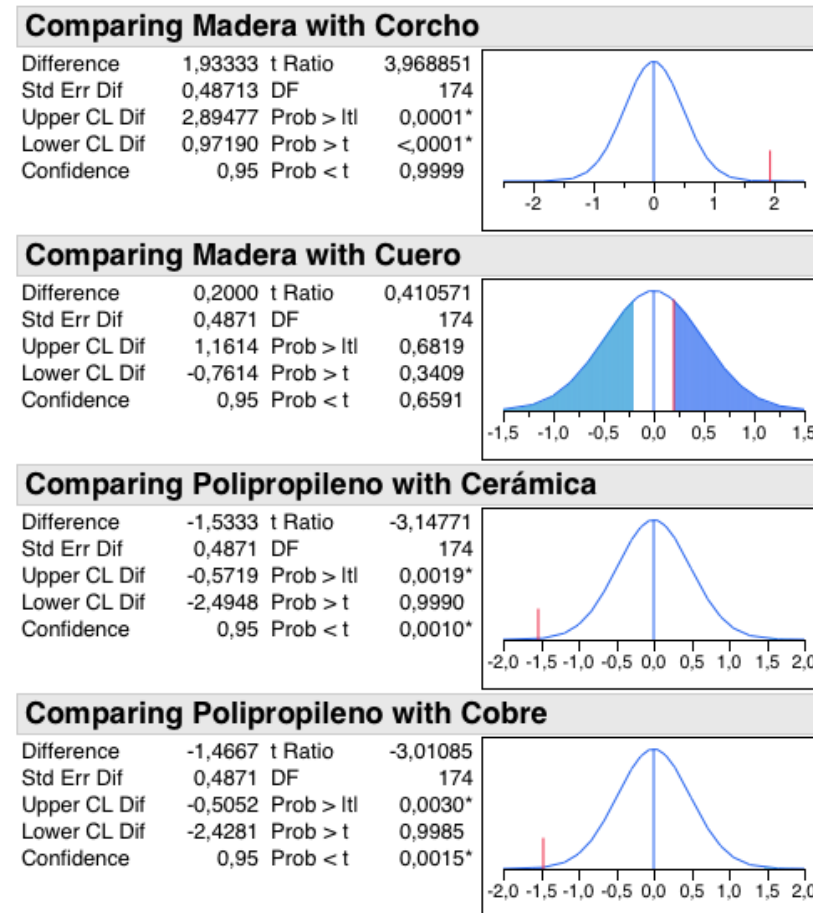 Comparing Madera with Corcho
Difference 1,93333 t Ratio 3,968851
Std Err Dif 0,48713 DF 174
Upper CL Dif 2,89477 Prob > |t| 0,0001*
Lower CL Dif 0,97190 Prob > t <,0001*
Confidence 0,95 Prob < t 0,9999
-2 -1 0 1 2
Comparing Madera with Cuero
Difference 0,2000 t Ratio 0,410571
Std Err Dif 0,4871 DF 174
Upper CL Dif 1,1614 Prob > |t| 0,6819
Lower CL Dif -0,7614 Prob > t 0,3409
Confidence 0,95 Prob < t 0,6591
-1,5 -1,0 -0,5 0,0 0,5 1,0 1,5
Comparing Polipropileno with Cerámica
Difference -1,5333 t Ratio -3,14771
Std Err Dif 0,4871 DF 174
Upper CL Dif -0,5719 Prob > |t| 0,0019*
Lower CL Dif -2,4948 Prob > t 0,9990
Confidence 0,95 Prob < t 0,0010*
-2,0 -1,5 -1,0 -0,5 0,0 0,5 1,0 1,5 2,0
Comparing Polipropileno with Cobre
Difference -1,4667 t Ratio -3,01085
Std Err Dif 0,4871 DF 174
Upper CL Dif -0,5052 Prob > |t| 0,0030*
Lower CL Dif -2,4281 Prob > t 0,9985
Confidence 0,95 Prob < t 0,0015*
-2,0 -1,5 -1,0 -0,5 0,0 0,5 1,0 1,5 2,0